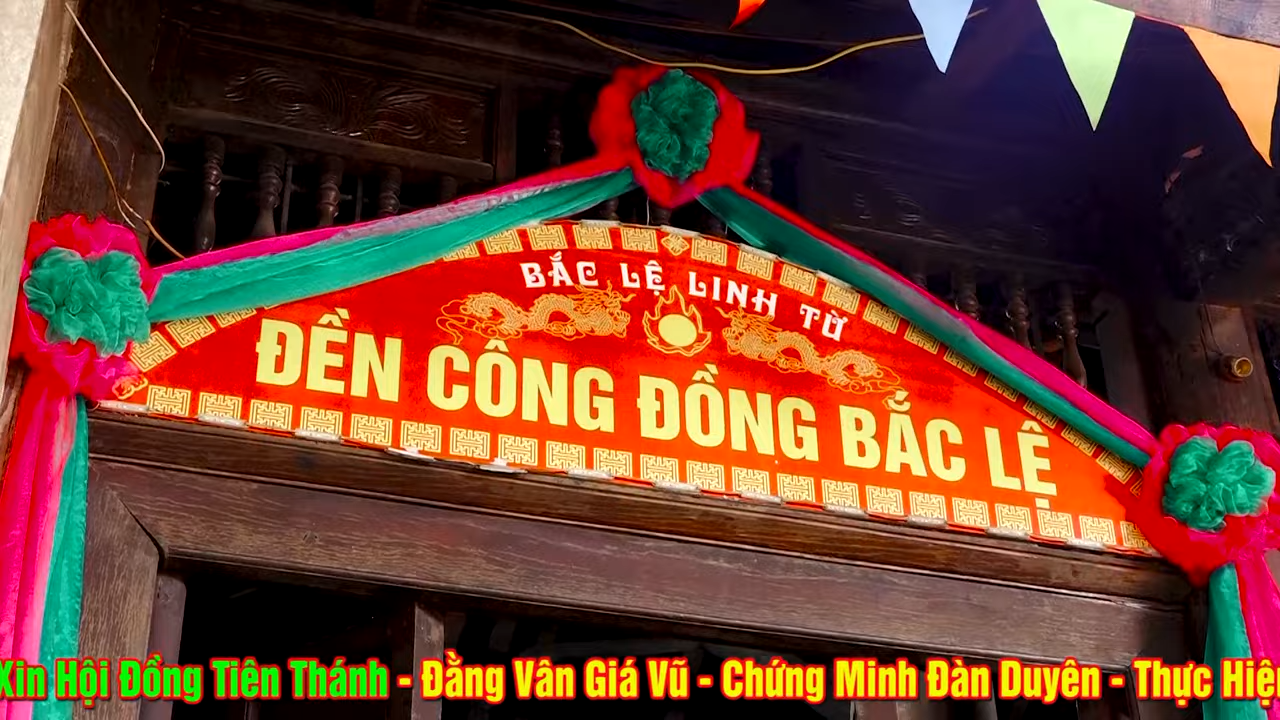 BẮC LỆ LINH TỪ
ĐỀN CÔNG ĐỒNG BẮC LỆ
Xin Hội Đồng Tiên Thánh - Đằng Vân Giá Vũ - Chứng Minh Đàn Duyên - Thực Hiệ